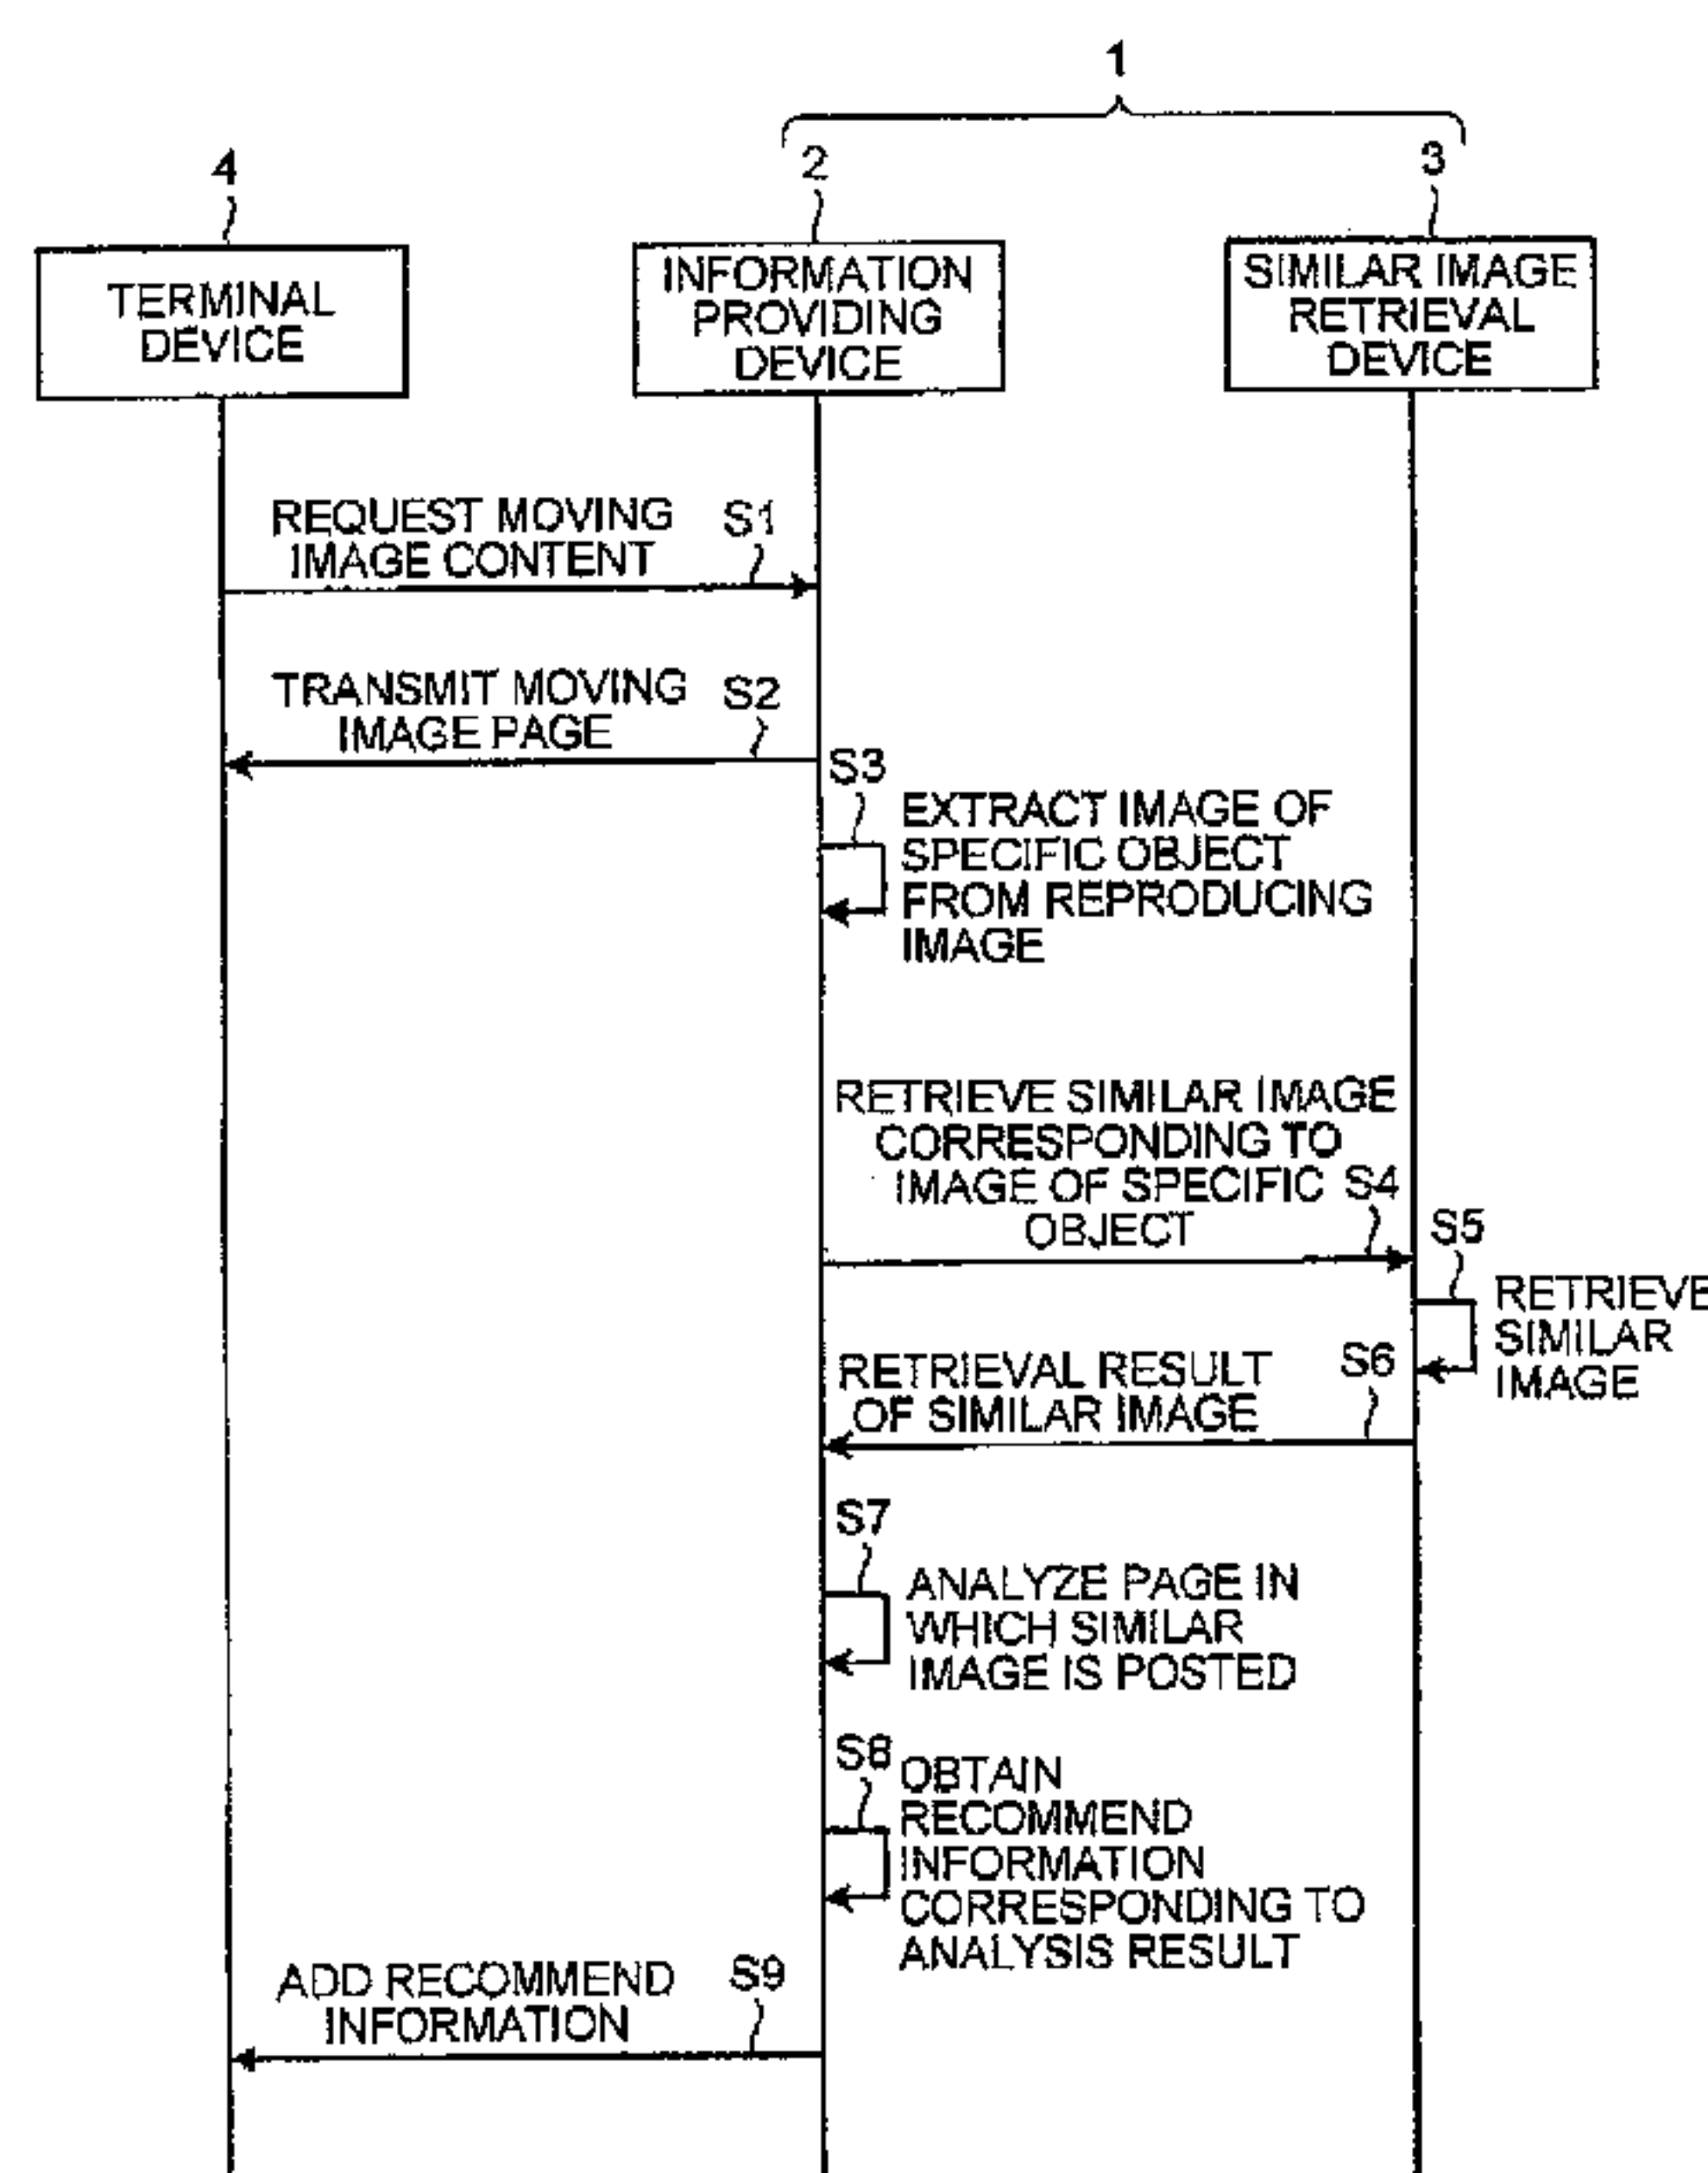 1
4
2
3
TERMINAL
DEVICE
INFORMATION
PROVIDING
DEVICE
SIMILAR IMAGE
RETRIEVAL
DEVICE
REQUEST MOVING
IMAGE CONTENT
S1
TRANSMIT MOVING
IMAGE PAGE
S2
S3
EXTRACT IMAGE OF
SPECIFIC OBJECT
FROM REPRODUCING
IMAGE
RETRIEVE SIMILAR IMAGE
CORRESPONDING TO
IMAGE OF SPECIFIC
OBJECT
S4
S5
RETRIEVE
SIMILAR
IMAGE
RETRIEVAL RESULT
OF SIMILAR IMAGE
S6
S7
ANALYZE PAGE IN
WHICH SIMILAR
IMAGE IS POSTED
S8
OBTAIN
RECOMMEND
INFORMATION
CORRESPONDING TO
ANALYSIS RESULT
ADD RECOMMEND
INFORMATION
S9